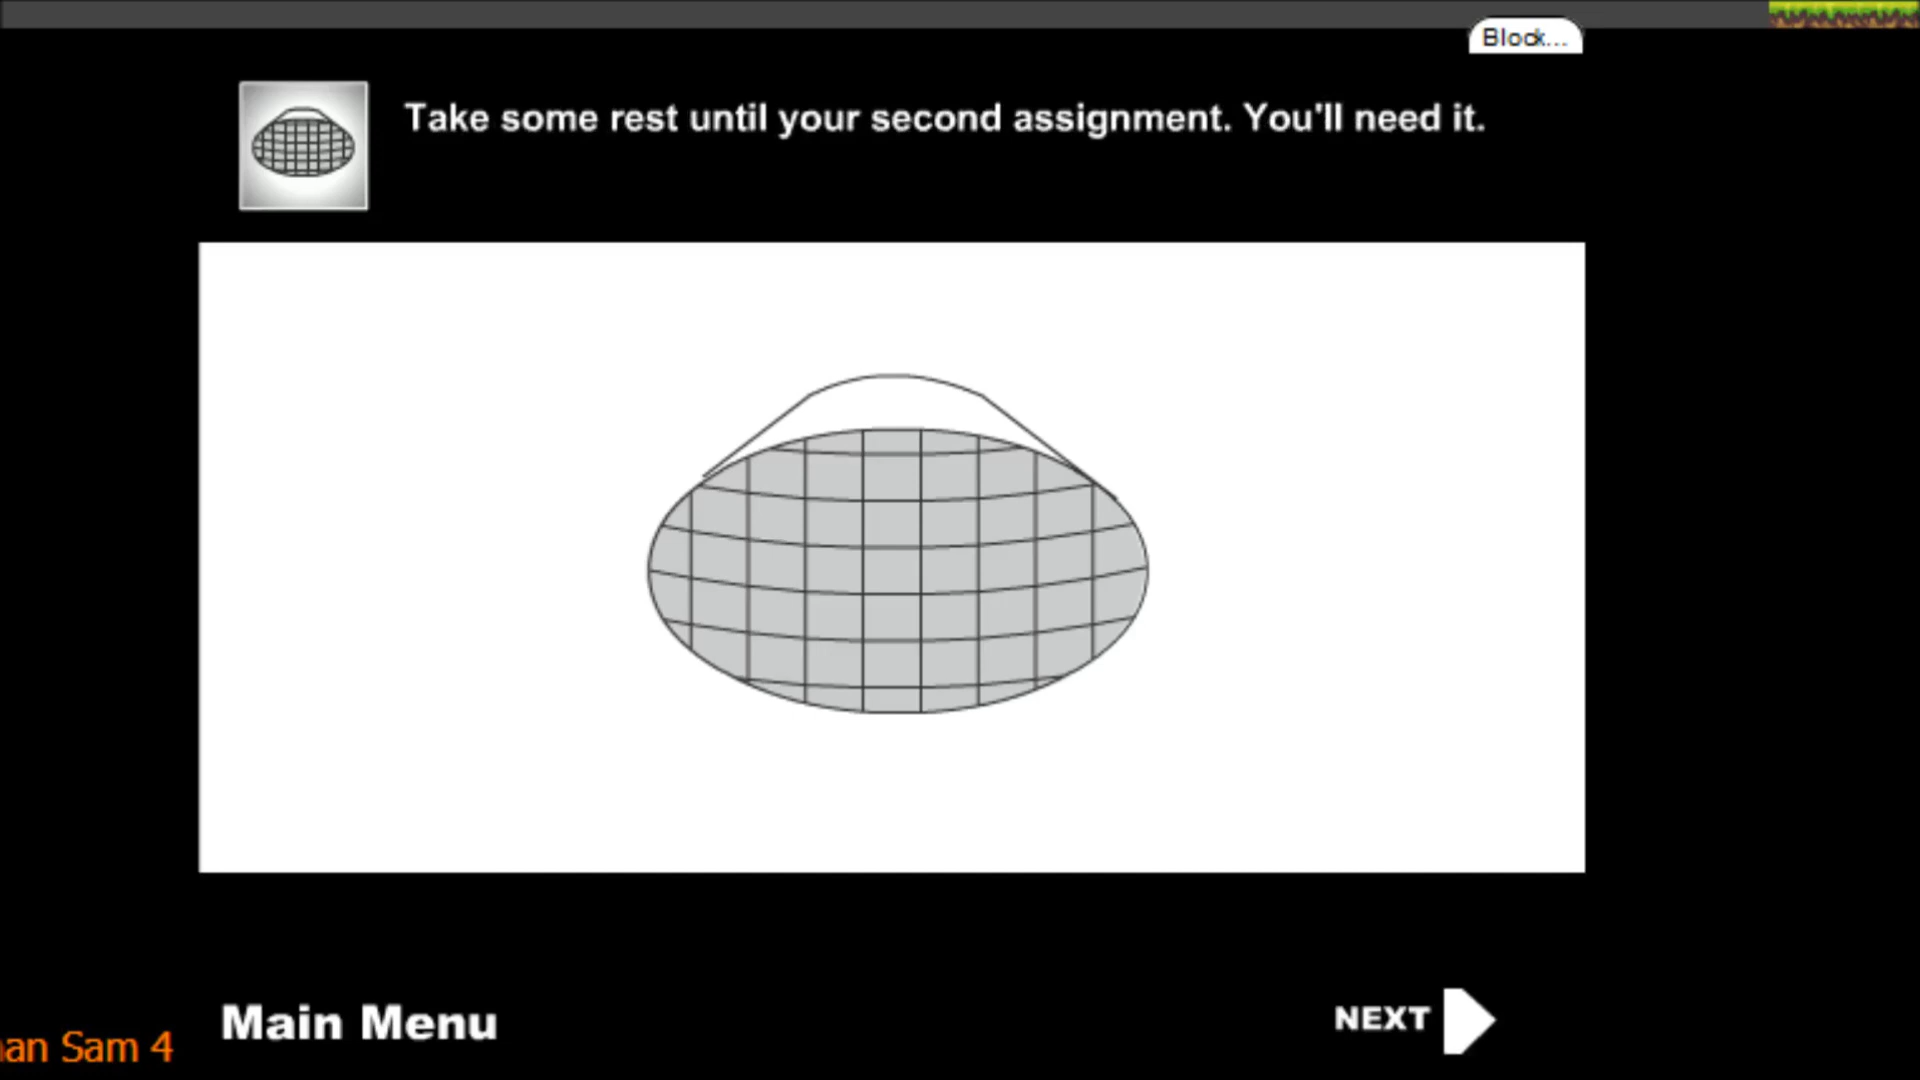 Block...
Take some rest until your second assignment. You'll need it.
Main Menu
NEXT
an Sam 4